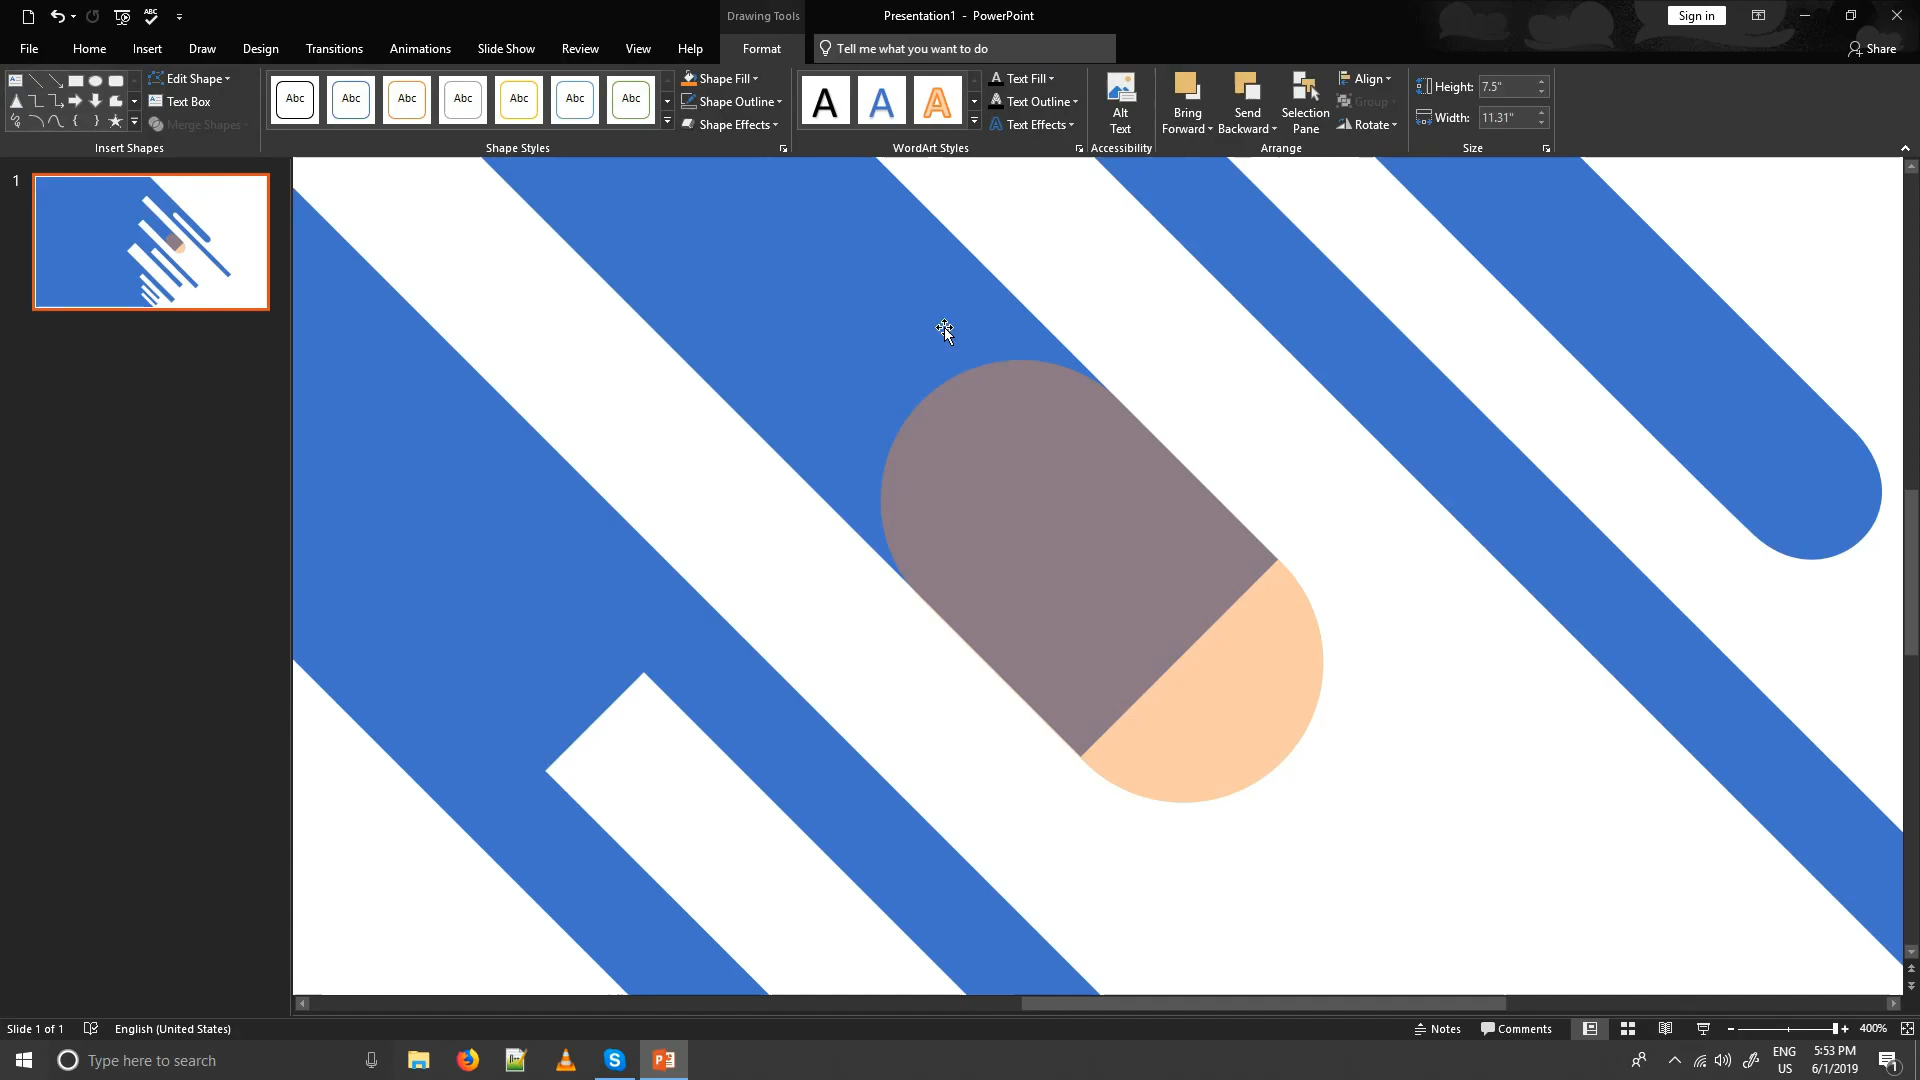 Drawing Tools
Presentation1 - PowerPoint
Sign in
File Home Insert Draw Design Transitions Animations Slide Show Review View Help Format Tell me what you want to do Share
Edit Shape
Text Box
Merge Shapes
Insert Shapes
Abc Abc Abc Abc Abc Abc Abc
Shape Fill
Shape Outline
Shape Effects
Shape Styles
A A A
Text Fill
Text Outline
Text Effects
WordArt Styles
Alt
Text
Accessibility
Bring
Forward
Send
Backward
Selection
Pane
Align
Group
Rotate
Arrange
Height: 7.5"
Width: 11.31"
Size
1
Slide 1 of 1 English (United States) Notes Comments 400%
Type here to search
ENG
US
5:53 PM
6/1/2019
1